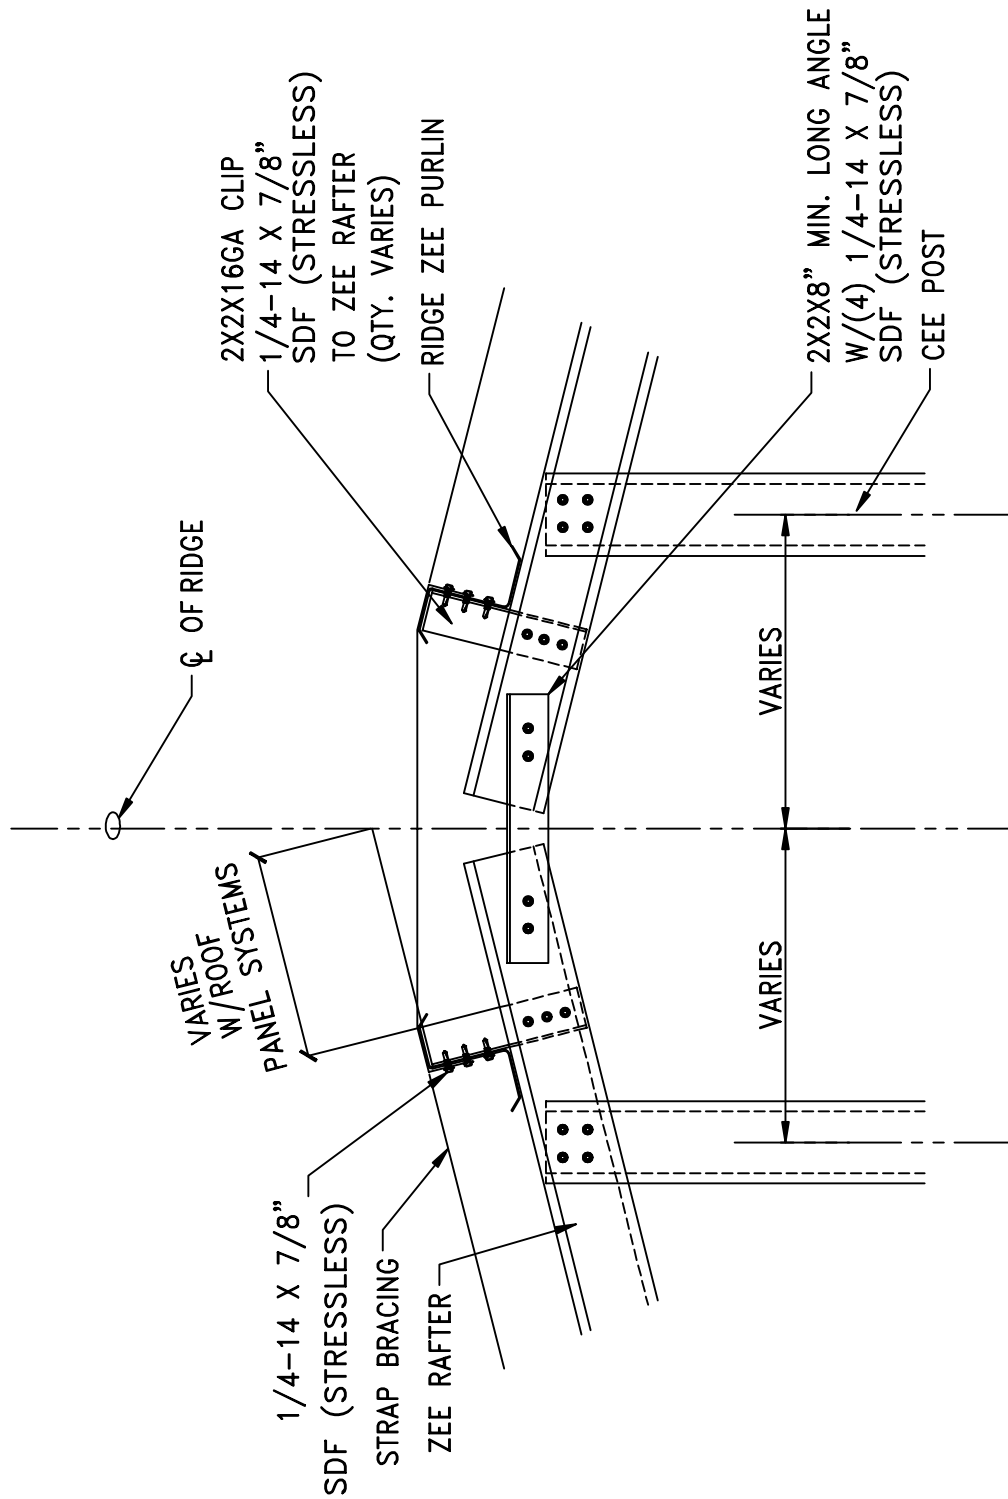 ℄ OF RIDGE
2X2X16GA CLIP
1/4-14 X 7/8”
SDF (STRESSLESS)
TO ZEE RAFTER
(QTY. VARIES)
RIDGE ZEE PURLIN
VARIES
W/ROOF
PANEL SYSTEMS
1/4-14 X 7/8”
SDF (STRESSLESS)
STRAP BRACING
ZEE RAFTER
2X2X8” MIN. LONG ANGLE
W/(4) 1/4-14 X 7/8”
SDF (STRESSLESS)
CEE POST
VARIES
VARIES